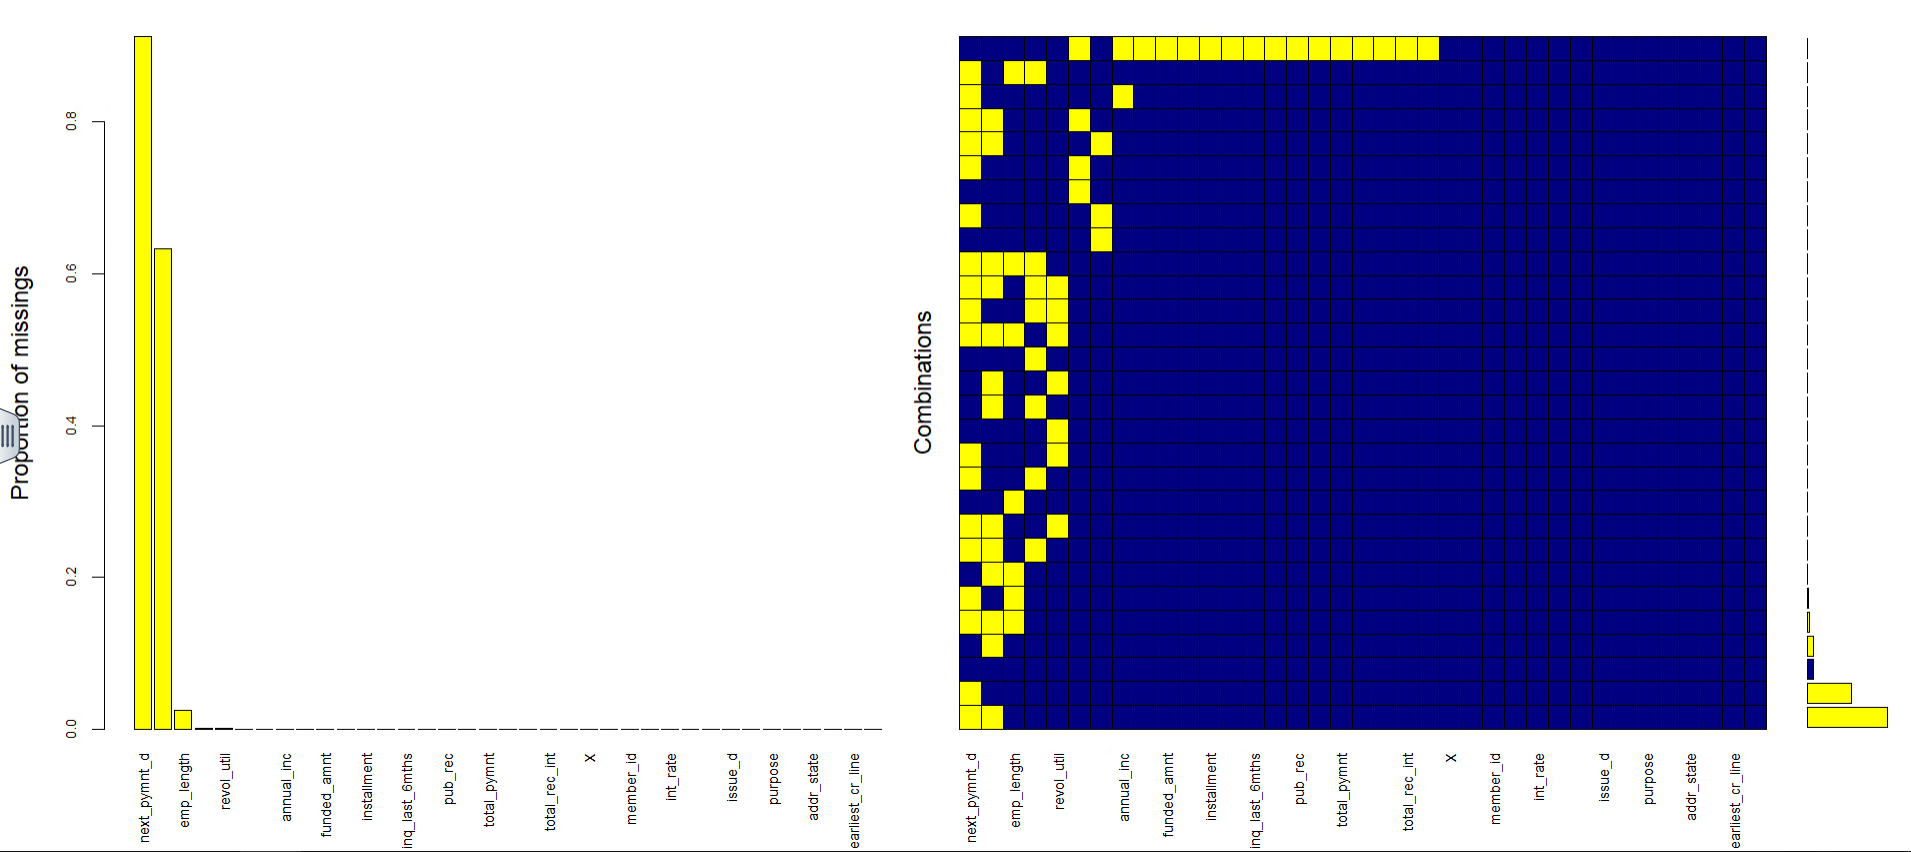 Proportion of missings
0.8
0.6
0.4
0.2
0.0
next_pymnt_d
emp_length
revol_util
annual_inc
funded_amnt
installment
inq_last_6mths
pub_rec
total_pymnt
total_rec_int
X
member_id
int_rate
issue_d
purpose
addr_state
earliest_cr_line
Combinations
next_pymnt_d
emp_length
revol_util
annual_inc
funded_amnt
installment
inq_last_6mths
pub_rec
total_pymnt
total_rec_int
X
member_id
int_rate
issue_d
purpose
addr_state
earliest_cr_line